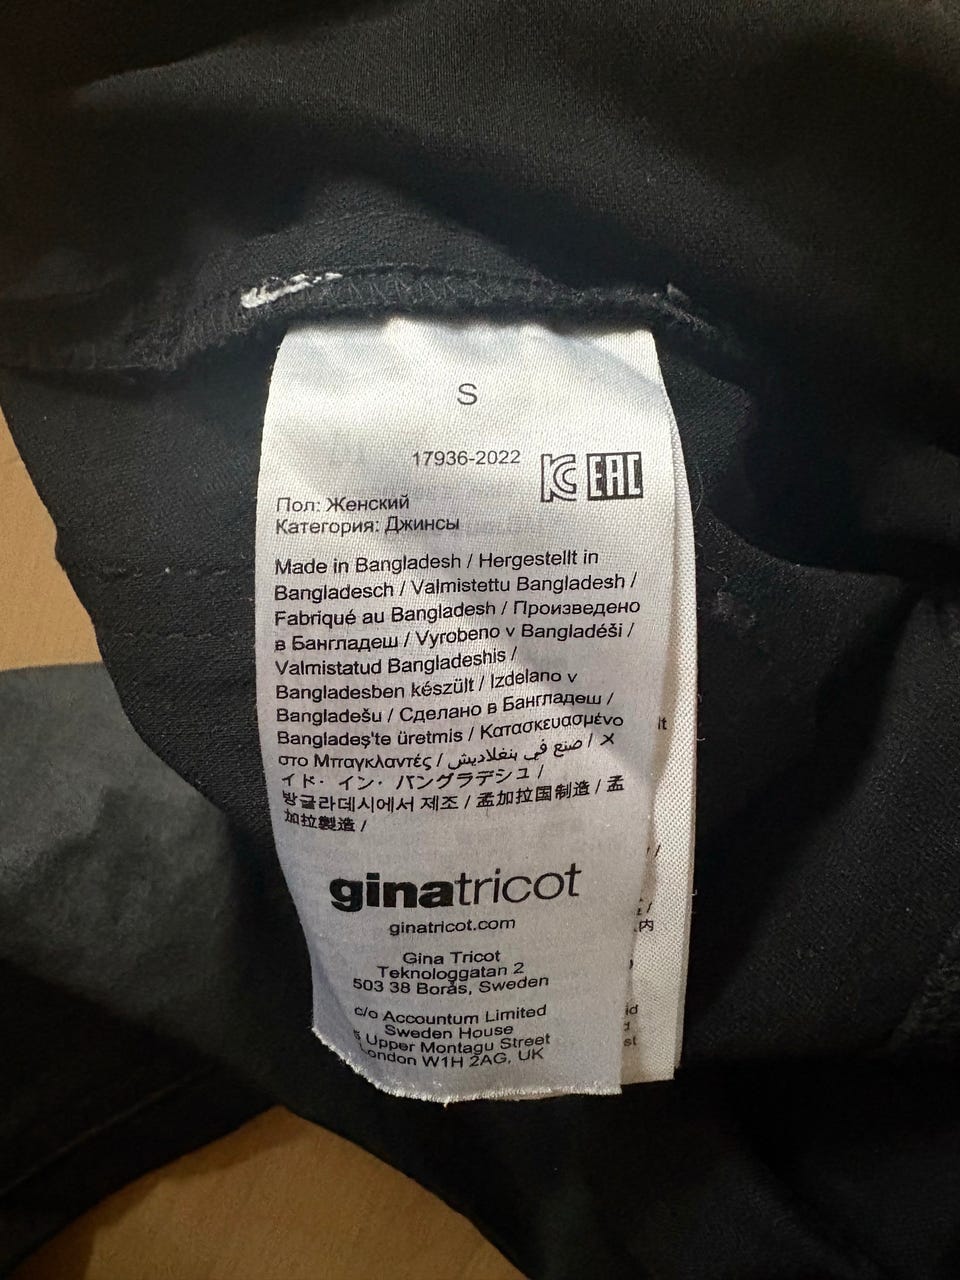 S
17936-2022
EAC
Пол: Женский
Категория: Джинсы
Made in Bangladesh / Hergestellt in
Bangladesch / Valmistettu Bangladesh /
Fabriqué au Bangladesh / Произведено
в Бангладеш / Vyrobeno v Bangladéši /
Valmistatud Bangladeshis /
Bangladesben készült / Izdelano v
Bangladešu / Сделано в Бангладеш /
Bangladeş'te üretmis / Κατασκευασμένο
στο Μπαγκλαντές / صنع في بنغلاديش / メ
イド・イン・バングラデシュ /
방글라데시에서 제조 / 孟加拉国制造 / 孟
加拉製造 /
ginatricot
ginatricot.com
Gina Tricot
Teknologgatan 2
503 38 Borås, Sweden
c/o Accountum Limited
Sweden House
5 Upper Montagu Street
London W1H 2AG, UK